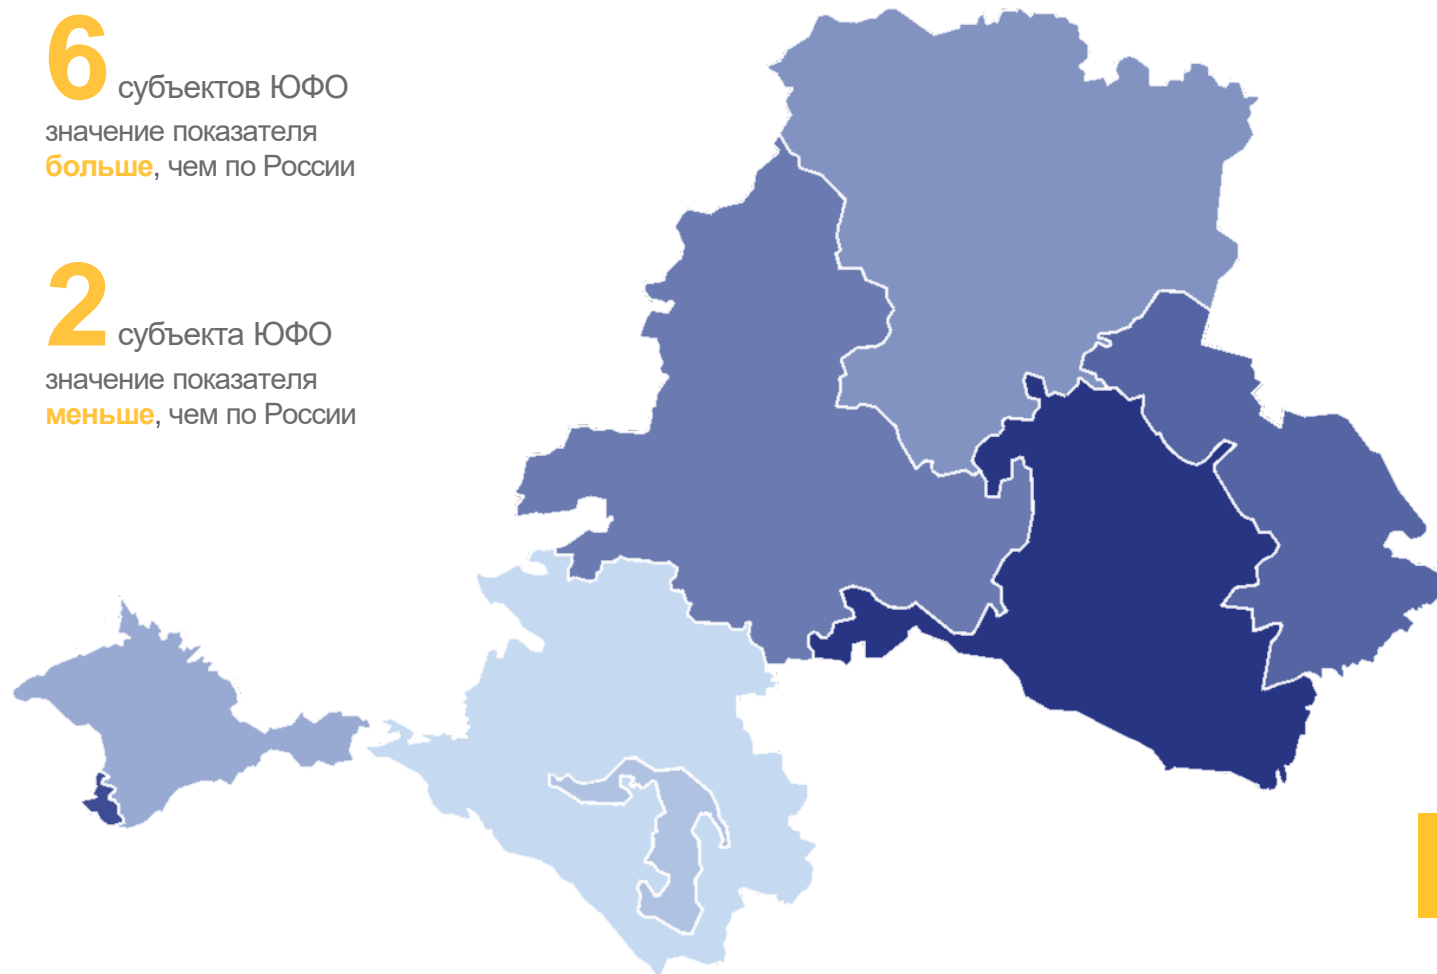 6 субъектов ЮФО
значение показателя
больше, чем по России
2 субъекта ЮФО
значение показателя
меньше, чем по России